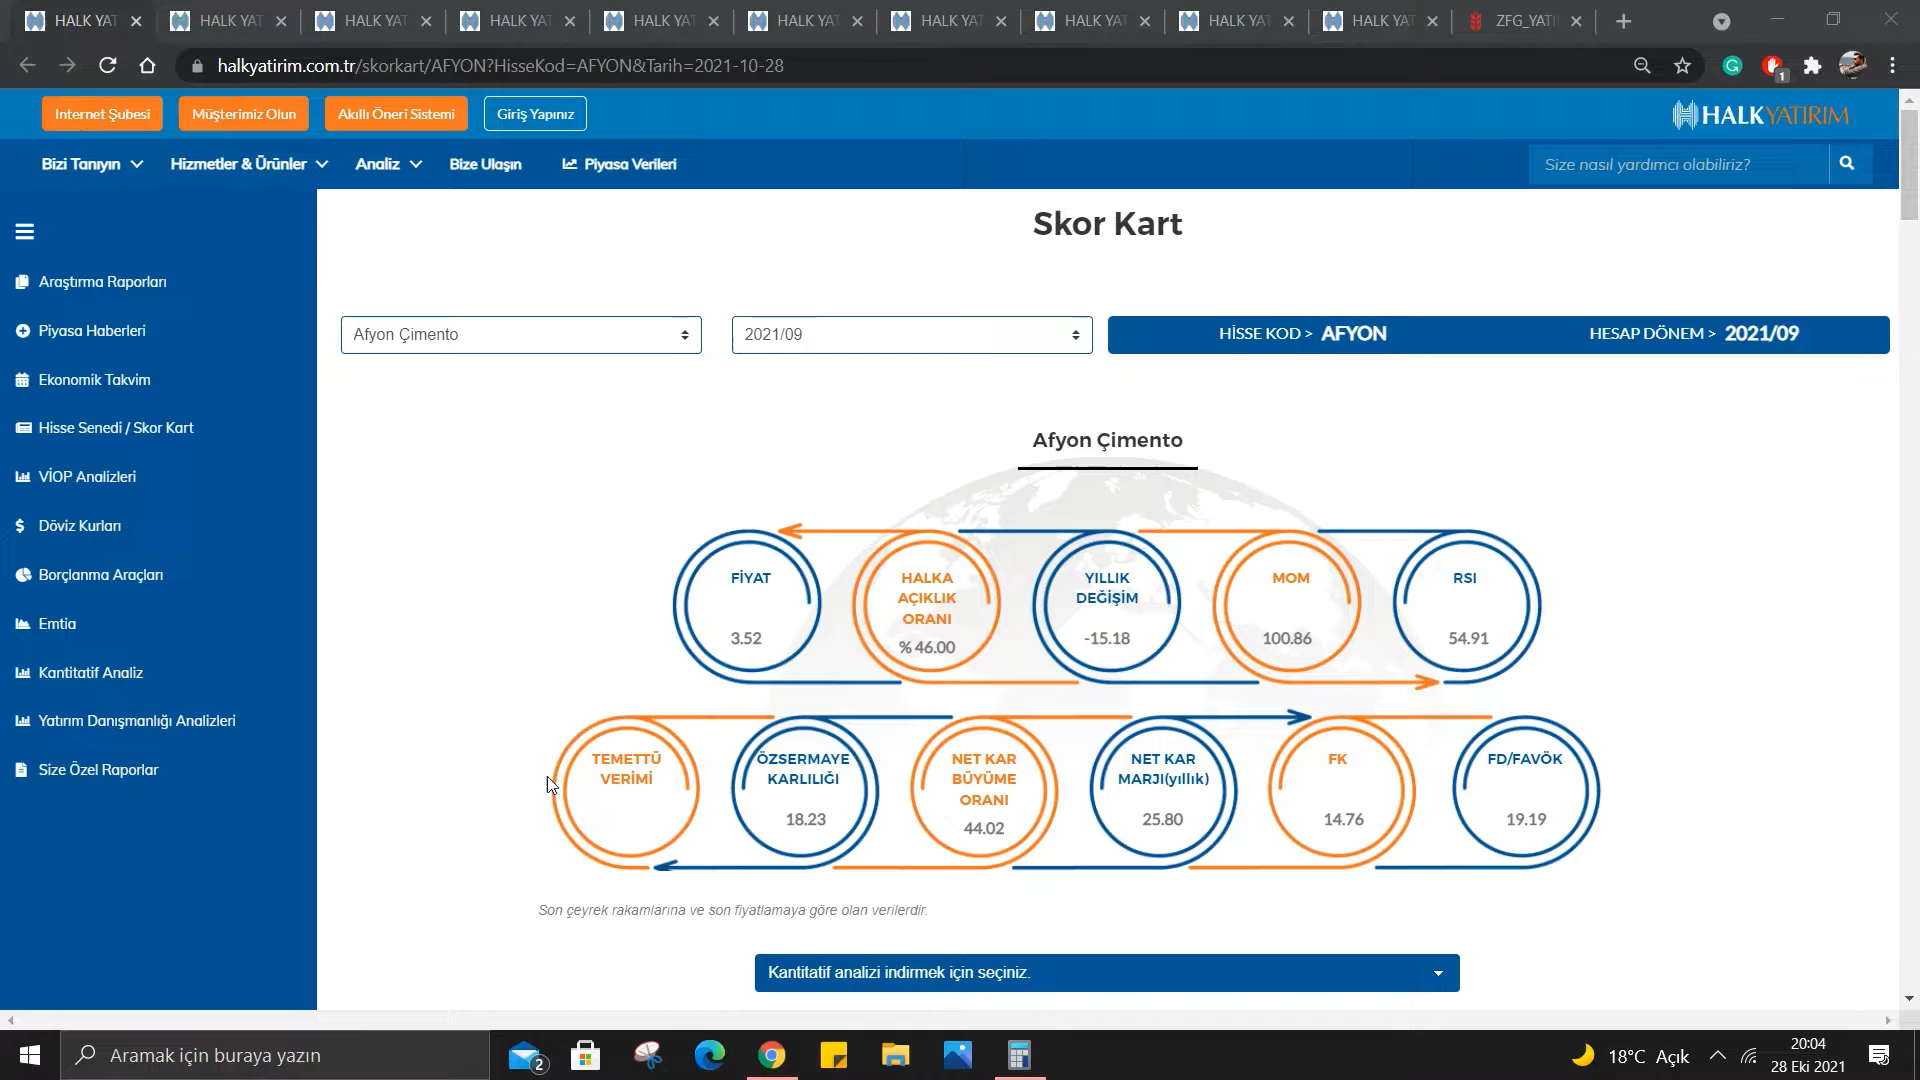 HALK YAT
HALK YAT
HALK YAT
HALK YAT
HALK YAT
HALK YAT
HALK YAT
HALK YAT
HALK YAT
HALK YAT
ZFG_YATI
halkyatirim.com.tr/skorkart/AFYON?HisseKod=AFYON&Tarih=2021-10-28
1
Internet Şubesi
Müşterimiz Olun
Akıllı Öneri Sistemi
Giriş Yapınız
HALKYATIRIM
Bizi Tanıyın
Hizmetler & Ürünler
Analiz
Bize Ulaşın
Piyasa Verileri
Size nasıl yardımcı olabiliriz?
Araştırma Raporları
Piyasa Haberleri
Ekonomik Takvim
Hisse Senedi / Skor Kart
VİOP Analizleri
Döviz Kurları
Borçlanma Araçları
Emtia
Kantitatif Analiz
Yatırım Danışmanlığı Analizleri
Size Özel Raporlar
Skor Kart
Afyon Çimento
2021/09
HİSSE KOD > AFYON
HESAP DÖNEM > 2021/09
Afyon Çimento
FİYAT
3.52
HALKA
AÇIKLIK
ORANI
% 46.00
YILLIK
DEĞİŞİM
-15.18
MOM
100.86
RSI
54.91
TEMETTÜ
VERİMİ
ÖZSERMAYE
KARLILIĞI
18.23
NET KAR
BÜYÜME
ORANI
44.02
NET KAR
MARJI(yıllık)
25.80
FK
14.76
FD/FAVÖK
19.19
Son çeyrek rakamlarına ve son fiyatlamaya göre olan verilerdir.
Kantitatif analizi indirmek için seçiniz.
Aramak için buraya yazın
2
18°C Açık
20:04
28 Eki 2021